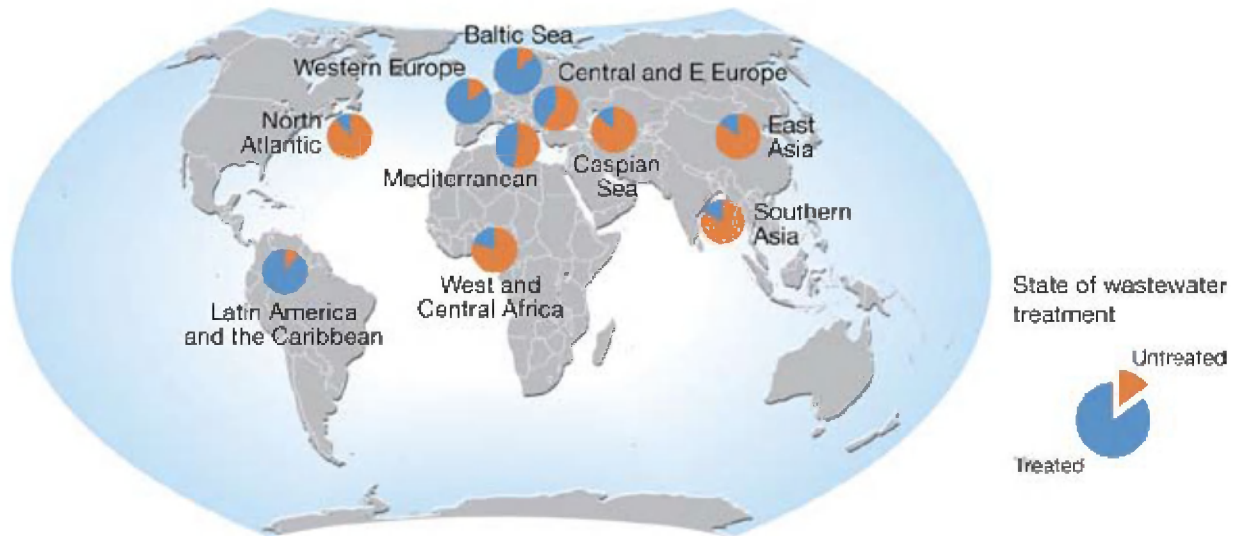 Baltic Sea
Western Europe
Central and E Europe
North
Atlantic
East
Asia
Caspian
Sea
Mediterranean
Southern
Asia
West and
Central Africa
Latin America
and the Caribbean
State of wastewater
treatment
Untreated
Treated